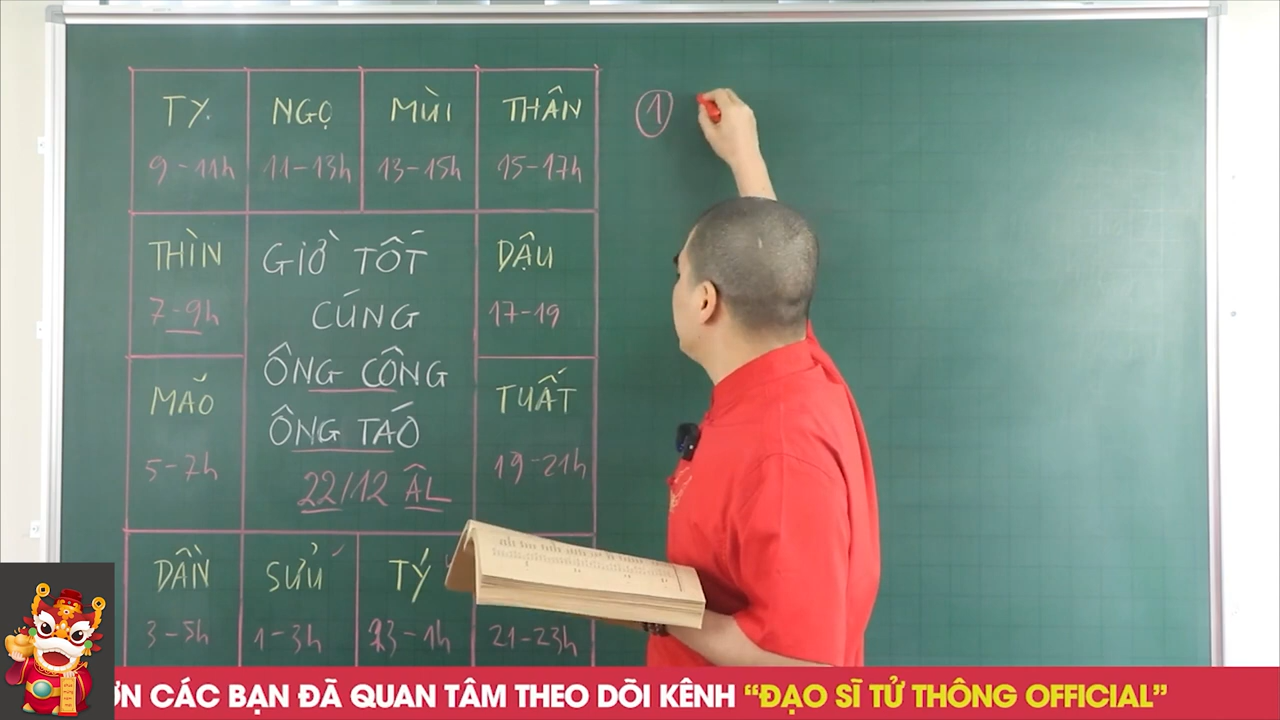 TỴ NGỌ MÙI THÂN
9-11h 11-13h 13-15h 15-17h
THÌN
7-9h
GIỜ TỐT
CÚNG
ÔNG CÔNG
ÔNG TÁO
22/12 ÂL
DẬU
17-19
MÃO
5-7h
TUẤT
19-21h
DẦN SỬU TÝ
3-5h 1-3h 23-1h 21-23h
1
ƠN CÁC BẠN ĐÃ QUAN TÂM THEO DÕI KÊNH “ĐẠO SĨ TỬ THÔNG OFFICIAL”